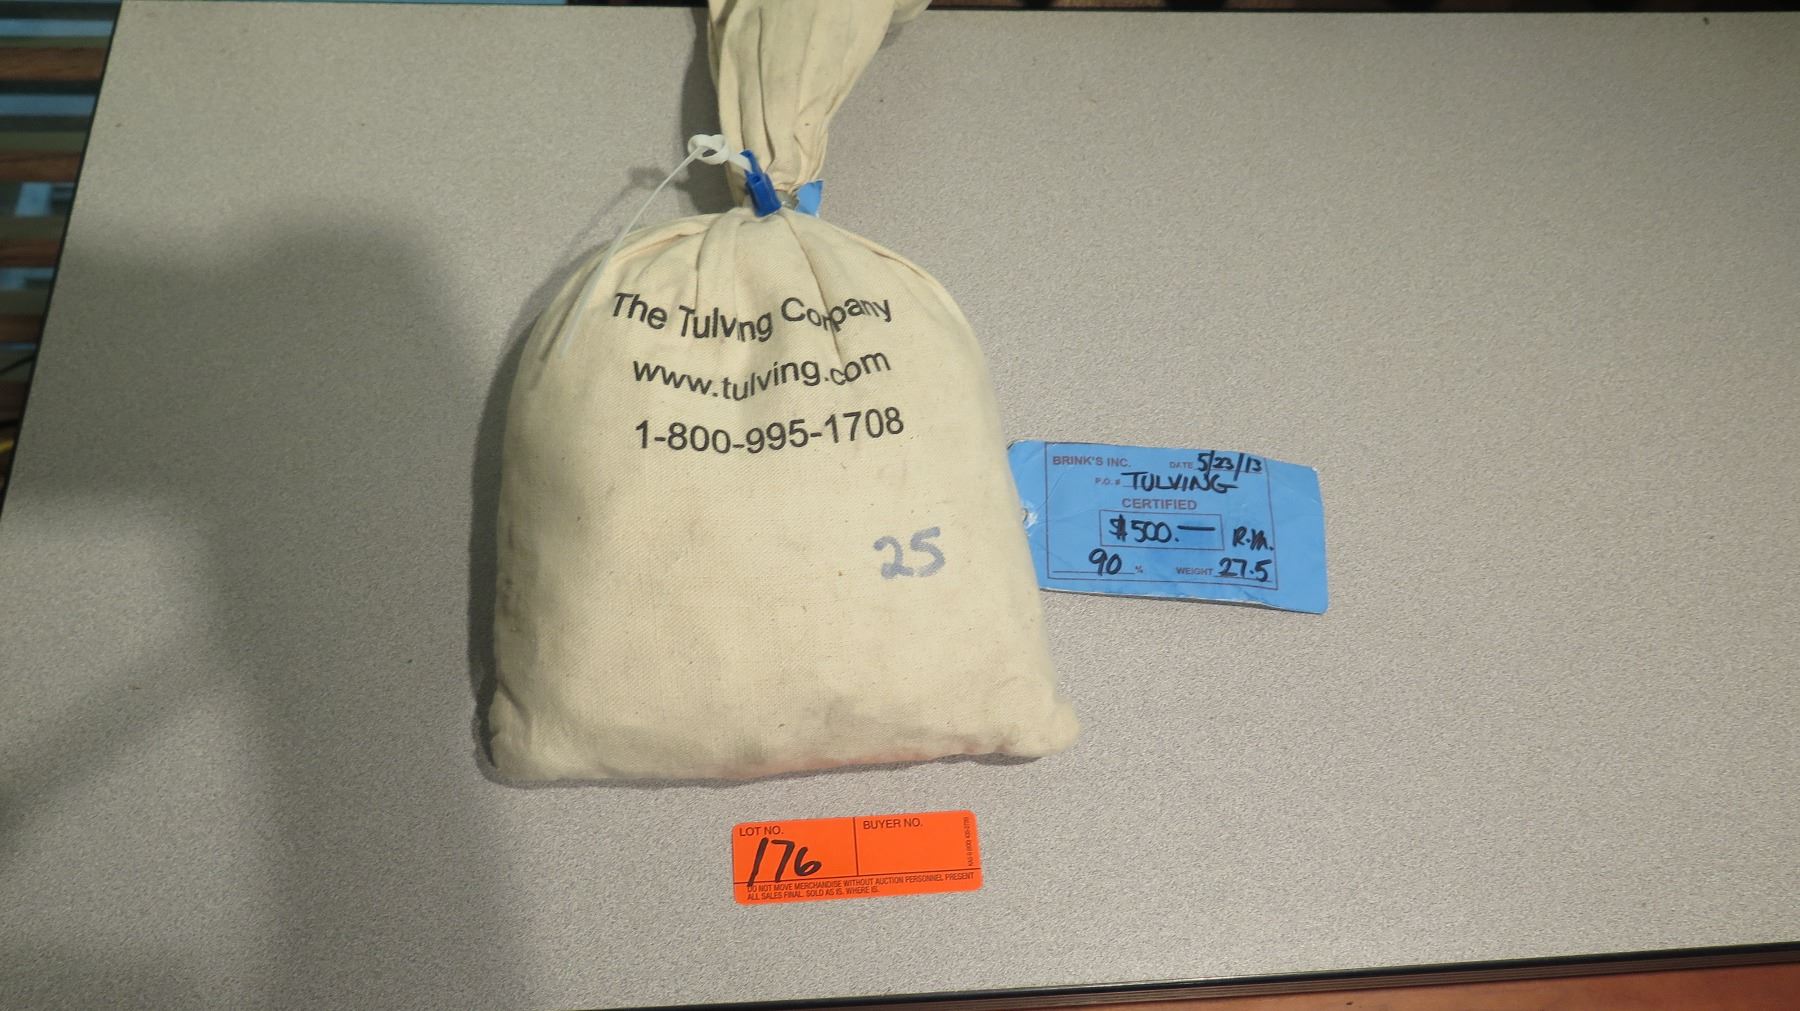 The Tulving Company
www.tulving.com
1-800-995-1708
25
BRINK'S INC. DATE 5/23/13
P.O.# TULVING
CERTIFIED
$500.— R.M.
90 % WEIGHT 27.5
LOT NO. BUYER NO.
176
DO NOT MOVE MERCHANDISE WITHOUT AUCTION PERSONNEL PRESENT
ALL SALES FINAL. SOLD AS IS. WHERE IS.